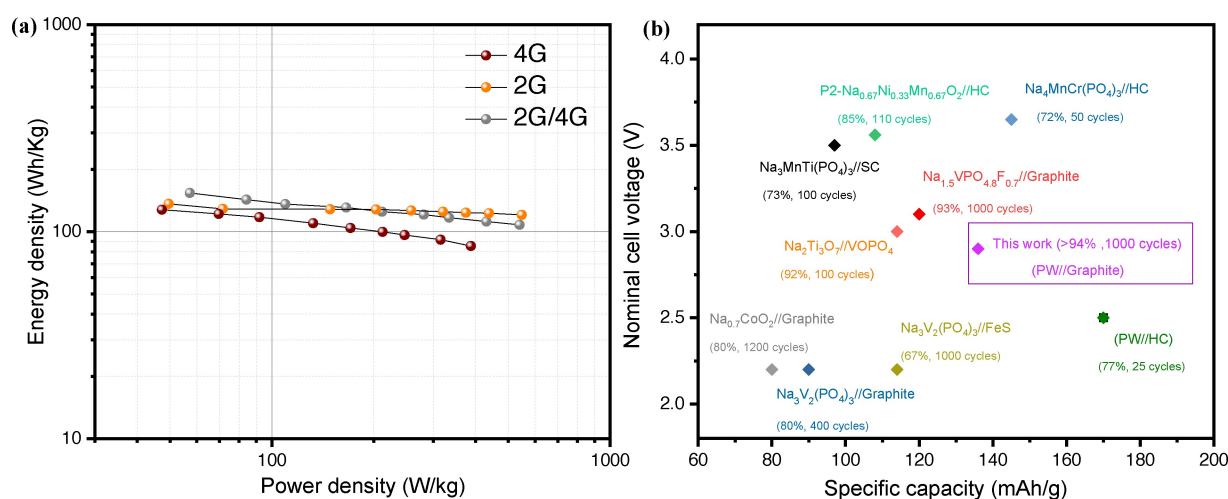 (a)
1000
100
10
Energy density (Wh/Kg)
4G
2G
2G/4G
100
1000
Power density (W/kg)
(b)
4.0
3.5
3.0
2.5
2.0
Nominal cell voltage (V)
P2-Na0.67Ni0.33Mn0.67O2//HC
(85%, 110 cycles)
Na4MnCr(PO4)3//HC
(72%, 50 cycles)
Na3MnTi(PO4)3//SC
(73%, 100 cycles)
Na1.5VPO4.8F0.7//Graphite
(93%, 1000 cycles)
Na2Ti3O7//VOPO4
(92%, 100 cycles)
This work (>94% ,1000 cycles)
(PW//Graphite)
Na0.7CoO2//Graphite
(80%, 1200 cycles)
Na3V2(PO4)3//FeS
(67%, 1000 cycles)
(PW//HC)
(77%, 25 cycles)
Na3V2(PO4)3//Graphite
(80%, 400 cycles)
60
80
100
120
140
160
180
200
Specific capacity (mAh/g)